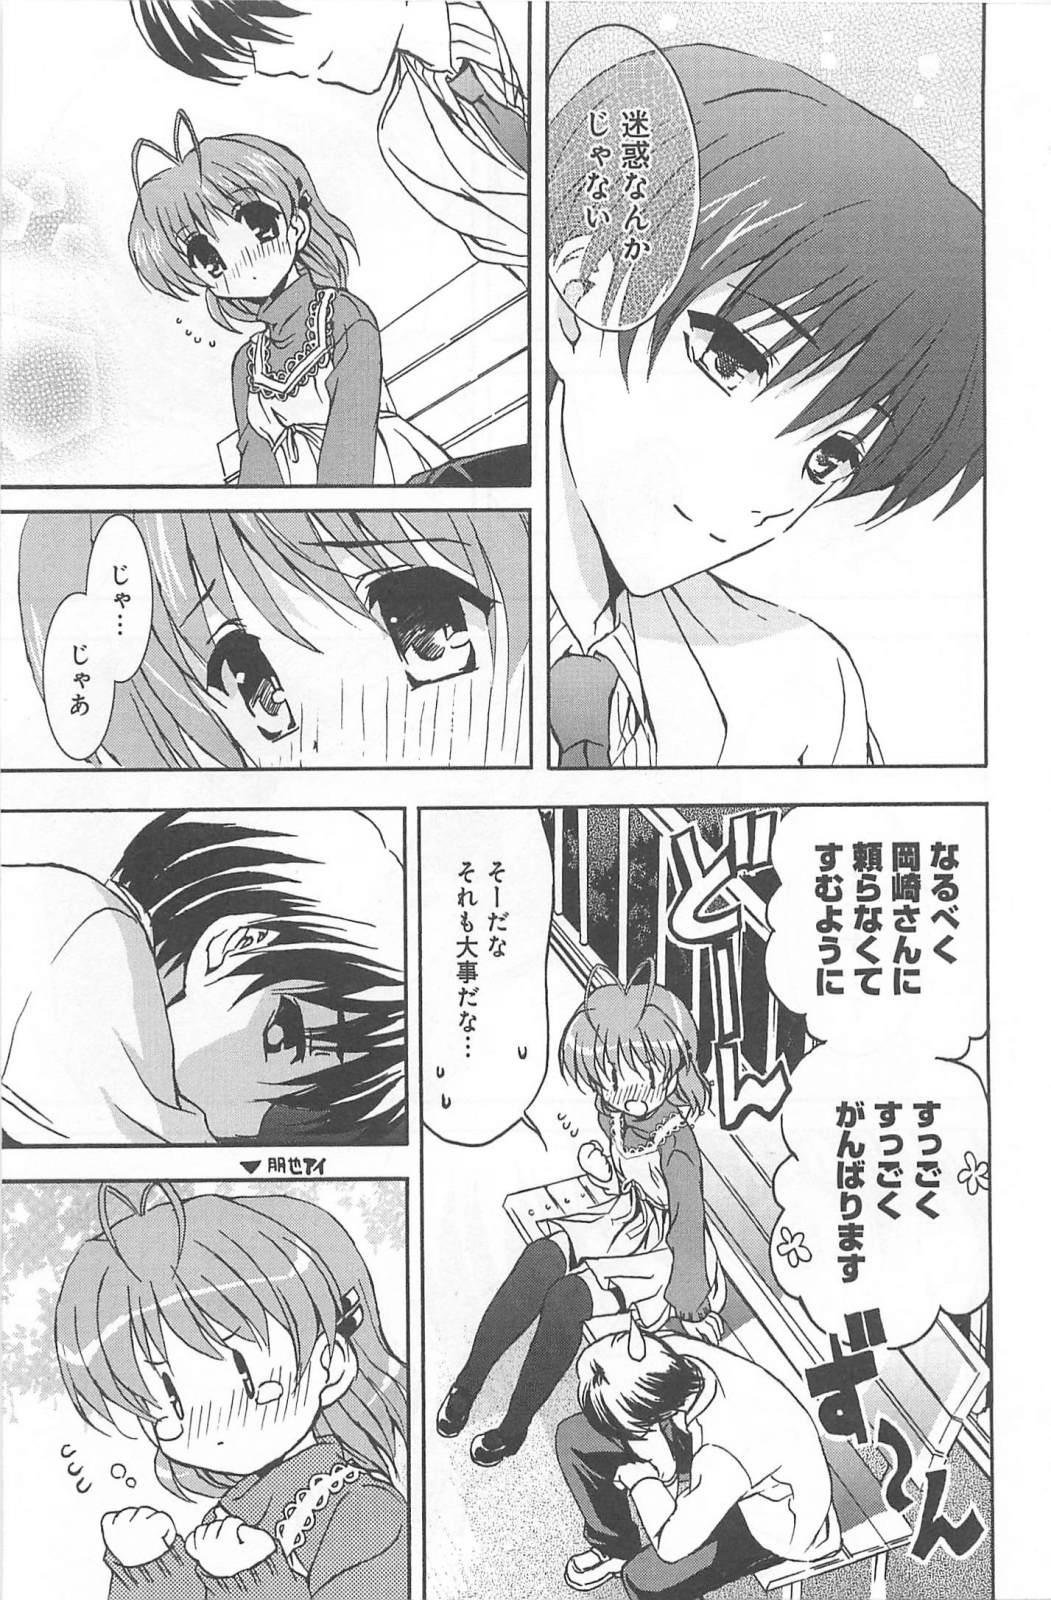 迷惑なんか
じゃない
じゃ…
じゃあ
なるべく
岡崎さんに
頼らなくて
すむように
すっごく
すっごく
がんばります
どーーん
そーだな
それも大事だな…
ず〜〜ん
▼朋也アイ